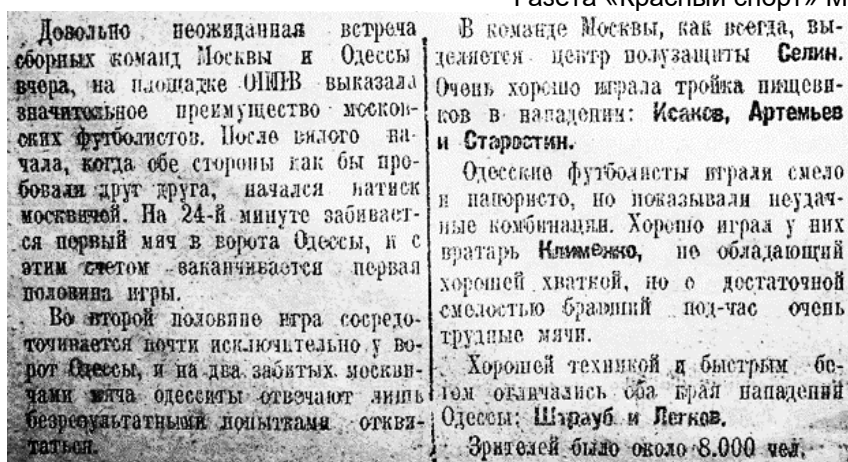 Газета «Красный спорт» М
Довольно неожиданная встреча
сборных команд Москвы и Одессы
вчера, на площадке ОППВ выказала
значительное преимущество москов-
ских футболистов. После вялого на-
чала, когда обе стороны как бы про-
бовали друг друга, начался натиск
москвичей. На 24-й минуте забивает-
ся первый мяч в ворота Одессы, и с
этим счетом заканчивается первая
половина игры.
Во второй половине игра сосредо-
точивается почти исключительно у во-
рот Одессы, и на два забитых москви-
чами мяча одесситы отвечают лишь
безрезультатными попытками отквы-
таться.
В команде Москвы, как всегда, вы-
деляется центр полузащиты Селин.
Очень хорошо играла тройка пищеви-
ков в нападении: Исаков, Артемьев
и Старостин.
Одесские футболисты играли смело
и напористо, но показывали неудач-
ные комбинации. Хорошо играл у них
вратарь Клименко, не обладающий
хорошей хваткой, но с достаточной
смелостью бравший под-час очень
трудные мячи.
Хорошей техникой и быстрым бе-
гом отличались оба края нападений
Одессы: Штрауб и Легков.
Зрителей было около 8.000 чел.